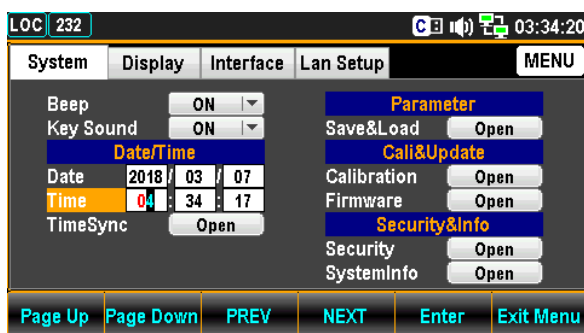 LOC 232 C 03:34:20
System Display Interface Lan Setup MENU
Beep ON
Key Sound ON
Date/Time
Date 2018 / 03 / 07
Time 04 : 34 : 17
TimeSync Open
Parameter
Save&Load Open
Cali&Update
Calibration Open
Firmware Open
Security&Info
Security Open
SystemInfo Open
Page Up Page Down PREV NEXT Enter Exit Menu